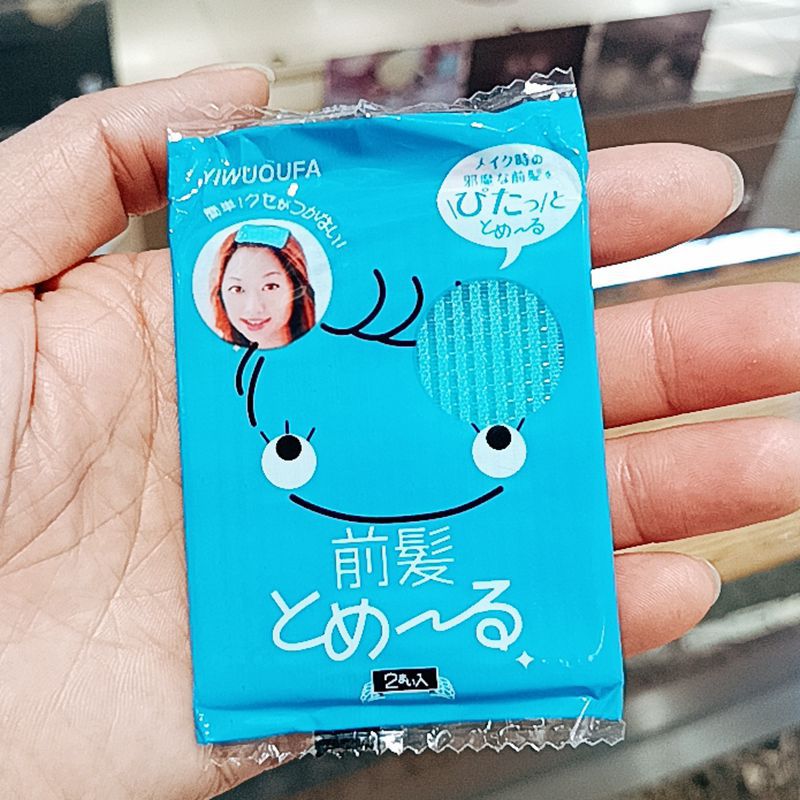 YIWUOUFA
簡単!クセがつかない!
メイク時の
邪魔な前髪を
\ぴたっ/と
とめ〜る
前髪
とめ〜る
2まい入